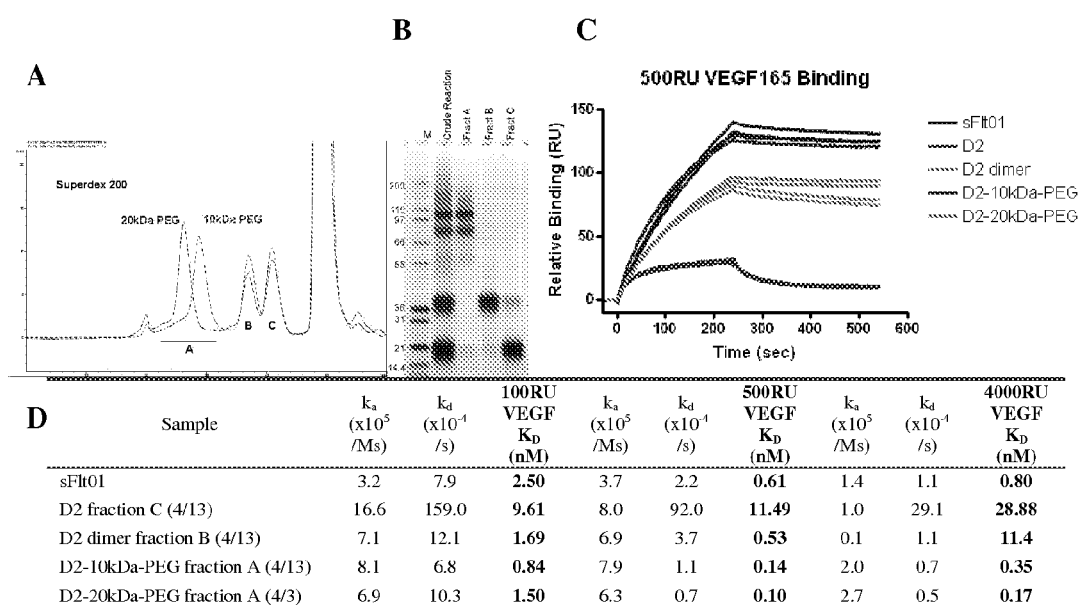 A
B
C
500RU VEGF165 Binding
Superdex 200
20kDa PEG
10kDa PEG
A
B
C
M
Crude Reaction
Fract A
Fract B
Fract C
200
97
66
55
36
31
21
14.4
Relative Binding (RU)
150
100
50
0
0
100
200
300
400
500
600
Time (sec)
sFlt01
D2
D2 dimer
D2-10kDa-PEG
D2-20kDa-PEG
D
Sample	ka (x10^5 /Ms)	kd (x10^-4 /s)	100RU VEGF KD (nM)	ka (x10^5 /Ms)	kd (x10^-4 /s)	500RU VEGF KD (nM)	ka (x10^5 /Ms)	kd (x10^-4 /s)	4000RU VEGF KD (nM)
sFlt01	3.2	7.9	2.50	3.7	2.2	0.61	1.4	1.1	0.80
D2 fraction C (4/13)	16.6	159.0	9.61	8.0	92.0	11.49	1.0	29.1	28.88
D2 dimer fraction B (4/13)	7.1	12.1	1.69	6.9	3.7	0.53	0.1	1.1	11.4
D2-10kDa-PEG fraction A (4/13)	8.1	6.8	0.84	7.9	1.1	0.14	2.0	0.7	0.35
D2-20kDa-PEG fraction A (4/3)	6.9	10.3	1.50	6.3	0.7	0.10	2.7	0.5	0.17